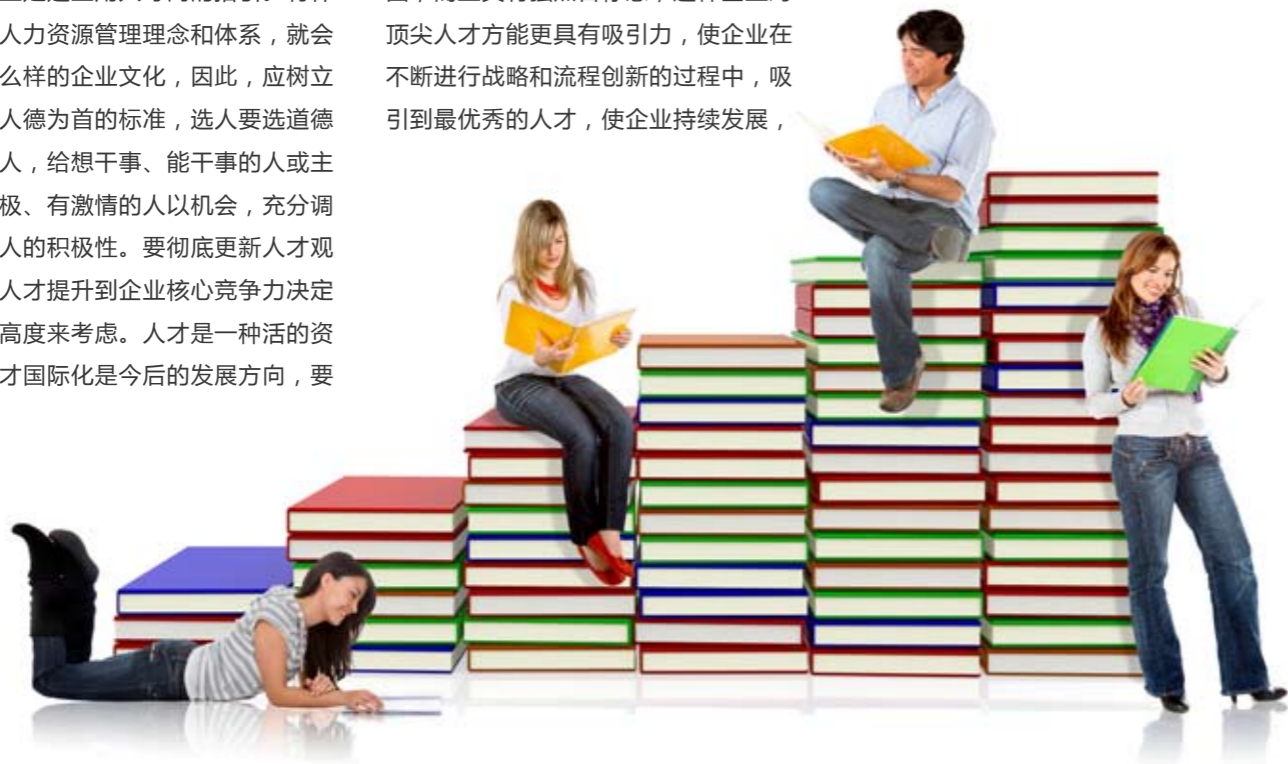 人力资源管理理念和体系，就会
么样的企业文化，因此，应树立
人德为首的标准，选人要选道德
人，给想干事、能干事的人或主
极、有激情的人以机会，充分调
人的积极性。要彻底更新人才观
人才提升到企业核心竞争力决定
高度来考虑。人才是一种活的资
才国际化是今后的发展方向，要
顶尖人才方能更具有吸引力，使企业在
不断进行战略和流程创新的过程中，吸
引到最优秀的人才，使企业持续发展，